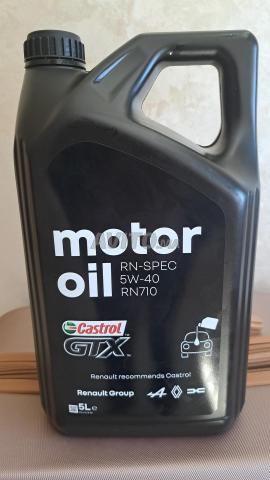 motor
oil
RN-SPEC
5W-40
RN710
Castrol
GTX
Renault recommends Castrol
Renault Group
5L e